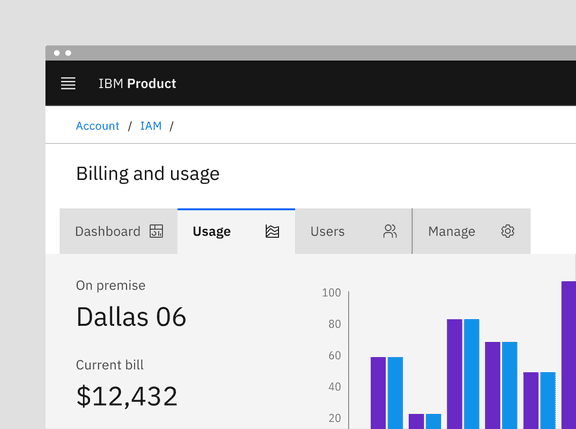 IBM Product
Account / IAM /
Billing and usage
Dashboard Usage Users Manage
On premise
Dallas 06
Current bill
$12,432
100
80
60
40
20